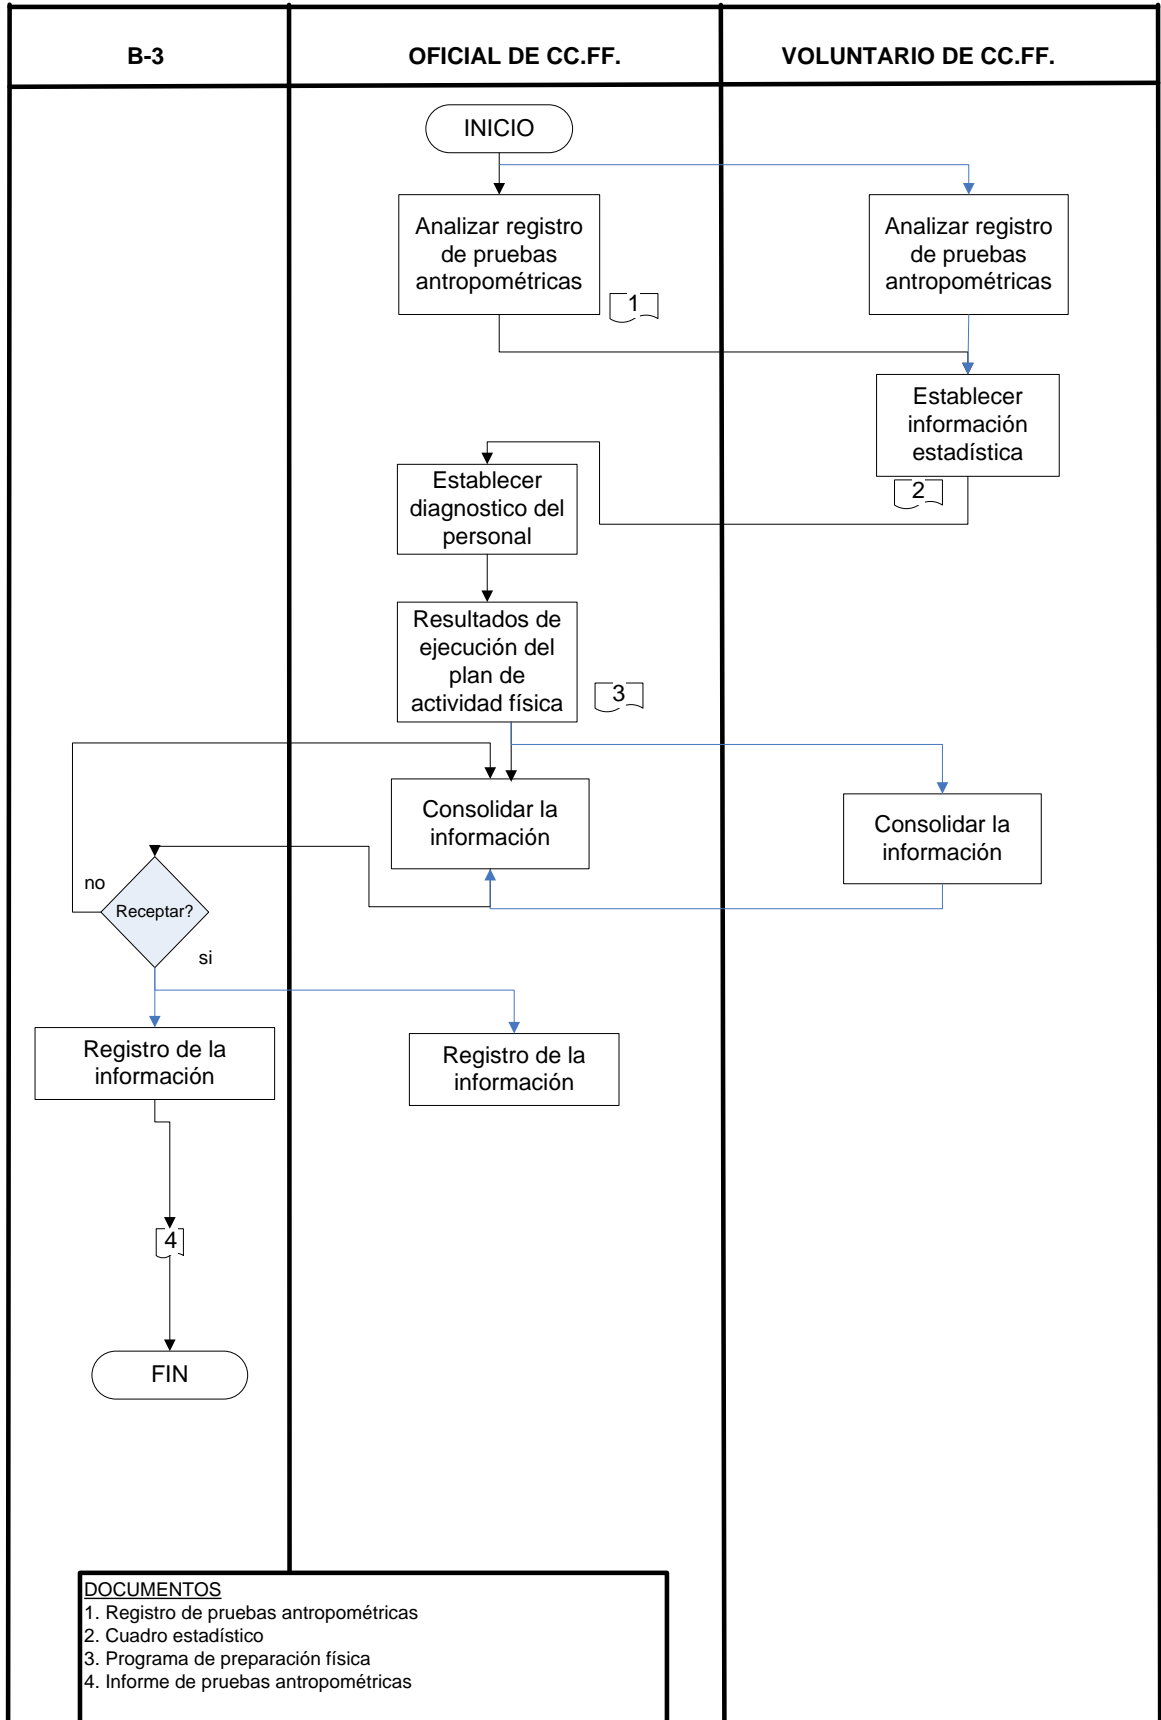 B-3
OFICIAL DE CC.FF.
VOLUNTARIO DE CC.FF.
INICIO
Analizar registro
de pruebas
antropométricas
1
Analizar registro
de pruebas
antropométricas
Establecer
información
estadística
2
Establecer
diagnostico del
personal
Resultados de
ejecución del
plan de
actividad física
3
Consolidar la
información
Consolidar la
información
no
Receptar?
si
Registro de la
información
Registro de la
información
4
FIN
DOCUMENTOS
1. Registro de pruebas antropométricas
2. Cuadro estadístico
3. Programa de preparación física
4. Informe de pruebas antropométricas